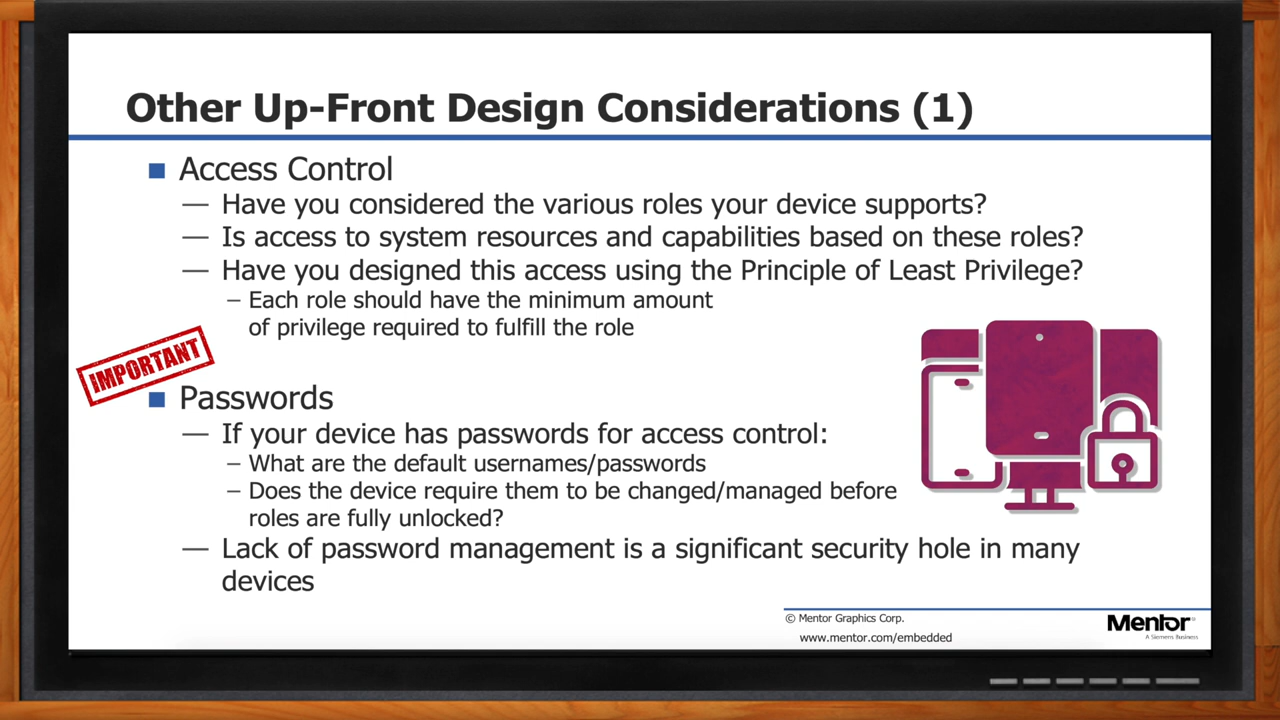 Other Up-Front Design Considerations (1)
■ Access Control
— Have you considered the various roles your device supports?
— Is access to system resources and capabilities based on these roles?
— Have you designed this access using the Principle of Least Privilege?
– Each role should have the minimum amount
of privilege required to fulfill the role
IMPORTANT
■ Passwords
— If your device has passwords for access control:
– What are the default usernames/passwords
– Does the device require them to be changed/managed before
roles are fully unlocked?
— Lack of password management is a significant security hole in many
devices
© Mentor Graphics Corp.
www.mentor.com/embedded
Mentor®
A Siemens Business